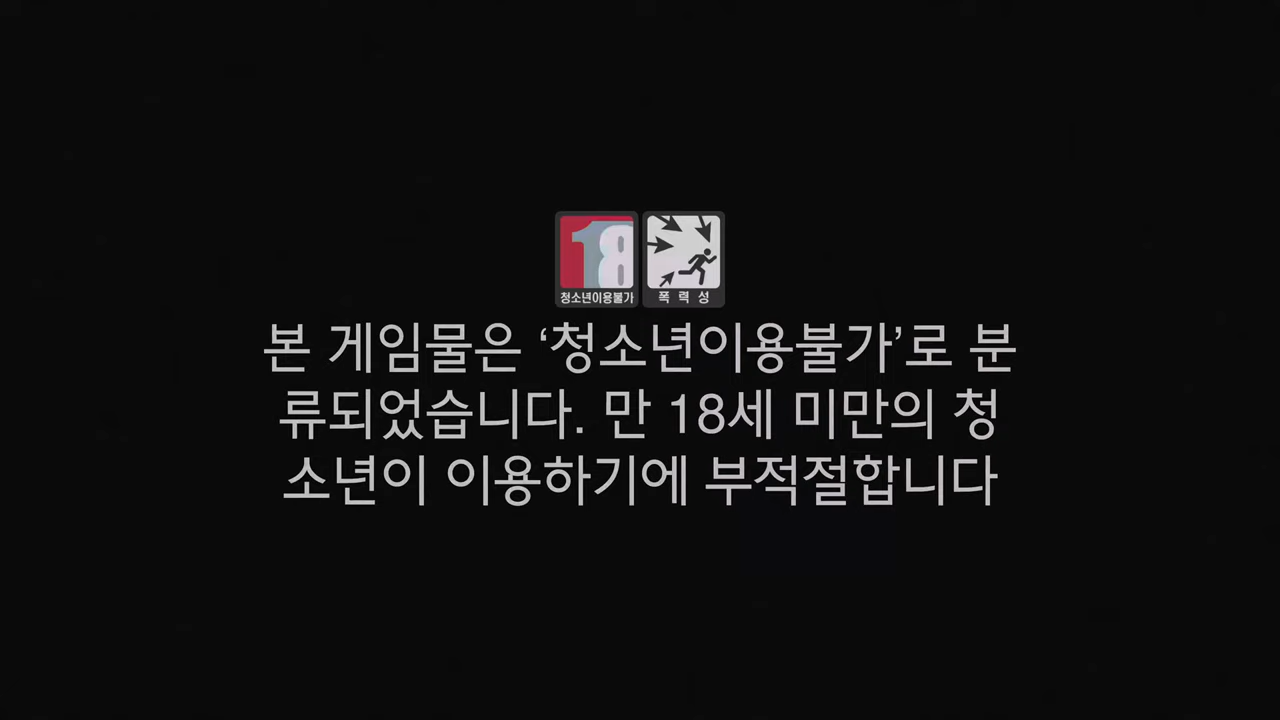 18
청소년이용불가 폭력성
본 게임물은 ‘청소년이용불가’로 분
류되었습니다. 만 18세 미만의 청
소년이 이용하기에 부적절합니다